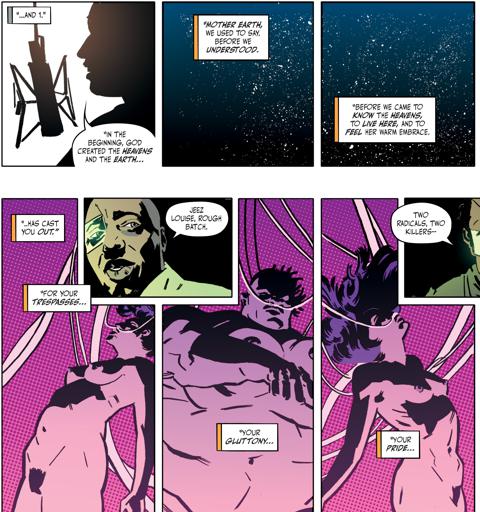 "...AND 1."
"IN THE
BEGINNING, GOD
CREATED THE HEAVENS
AND THE EARTH...
"MOTHER EARTH,
WE USED TO SAY.
BEFORE WE
UNDERSTOOD.
"BEFORE WE CAME TO
KNOW THE HEAVENS,
TO LIVE HERE, AND TO
FEEL HER WARM EMBRACE.
"...HAS CAST
YOU OUT."
JEEZ
LOUISE, ROUGH
BATCH.
TWO
RADICALS, TWO
KILLERS--
"FOR YOUR
TRESPASSES...
"YOUR
GLUTTONY...
"YOUR
PRIDE...